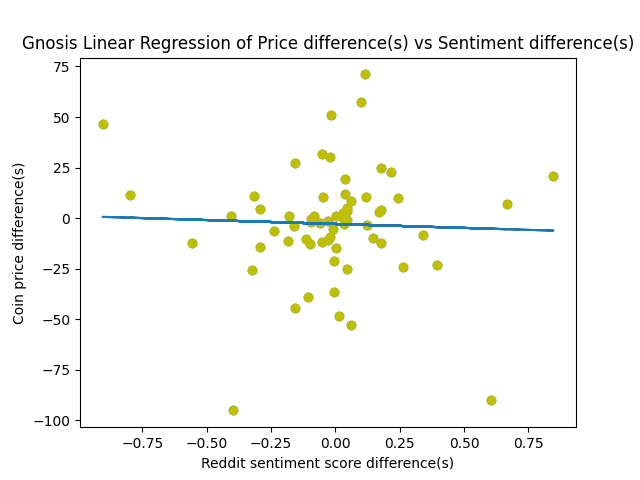 Gnosis Linear Regression of Price difference(s) vs Sentiment difference(s)
75
50
25
0
−25
−50
−75
−100
Coin price difference(s)
−0.75 −0.50 −0.25 0.00 0.25 0.50 0.75
Reddit sentiment score difference(s)